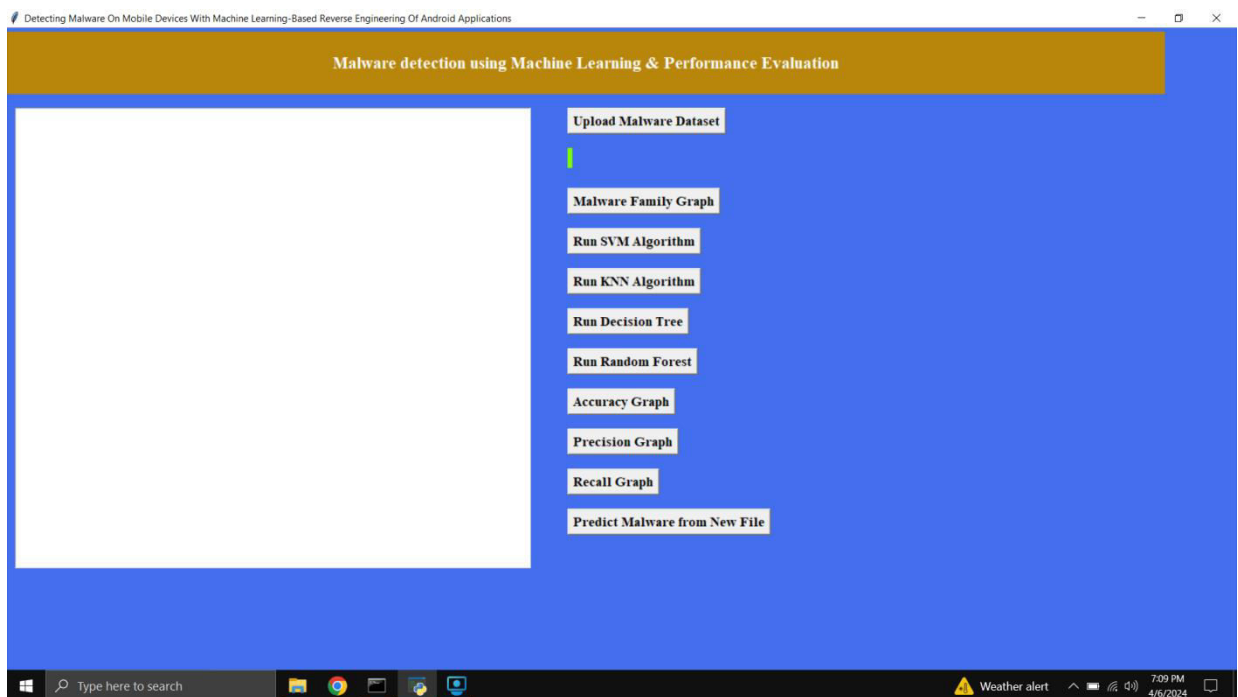 Detecting Malware On Mobile Devices With Machine Learning-Based Reverse Engineering Of Android Applications
Malware detection using Machine Learning & Performance Evaluation
Upload Malware Dataset
Malware Family Graph
Run SVM Algorithm
Run KNN Algorithm
Run Decision Tree
Run Random Forest
Accuracy Graph
Precision Graph
Recall Graph
Predict Malware from New File
Type here to search
Weather alert
7:09 PM
4/6/2024